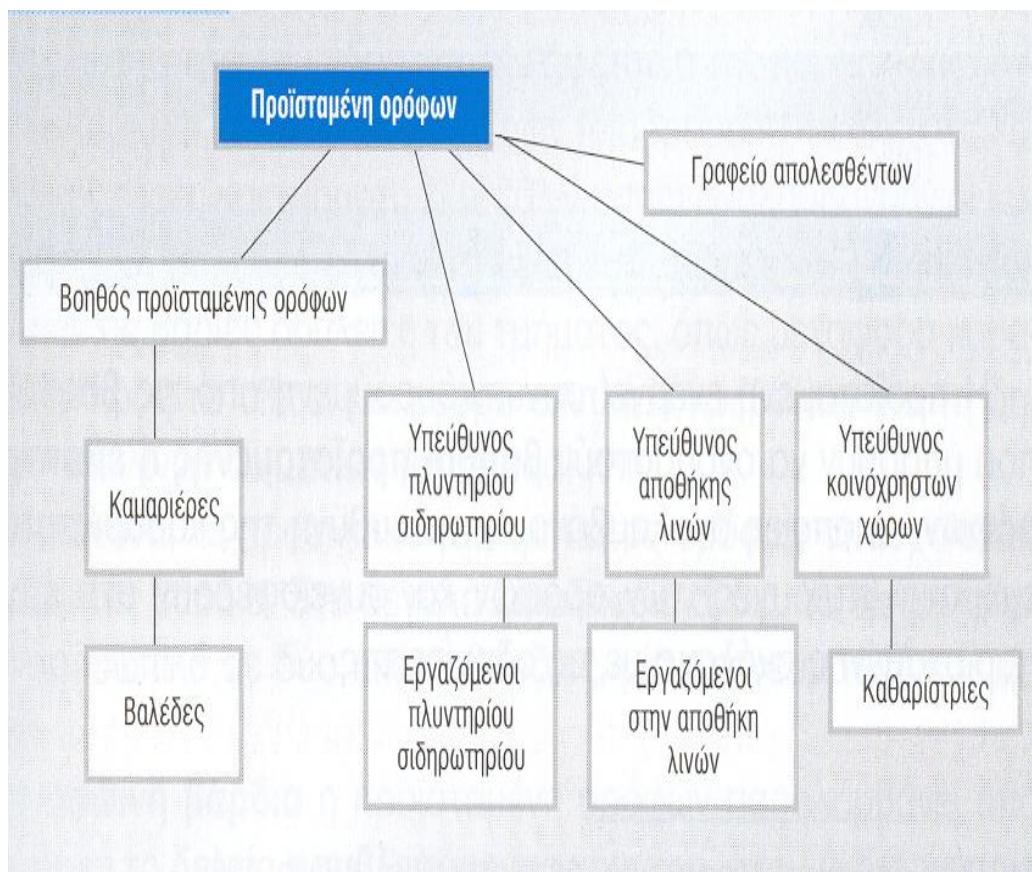 Προϊσταμένη ορόφων
Γραφείο απολεσθέντων
Βοηθός προϊσταμένης ορόφων
Καμαριέρες
Βαλέδες
Υπεύθυνος
πλυντηρίου
σιδηρωτηρίου
Εργαζόμενοι
πλυντηρίου
σιδηρωτηρίου
Υπεύθυνος
αποθήκης
λινών
Εργαζόμενοι
στην αποθήκη
λινών
Υπεύθυνος
κοινοχρηστων
χώρων
Καθαρίστριες